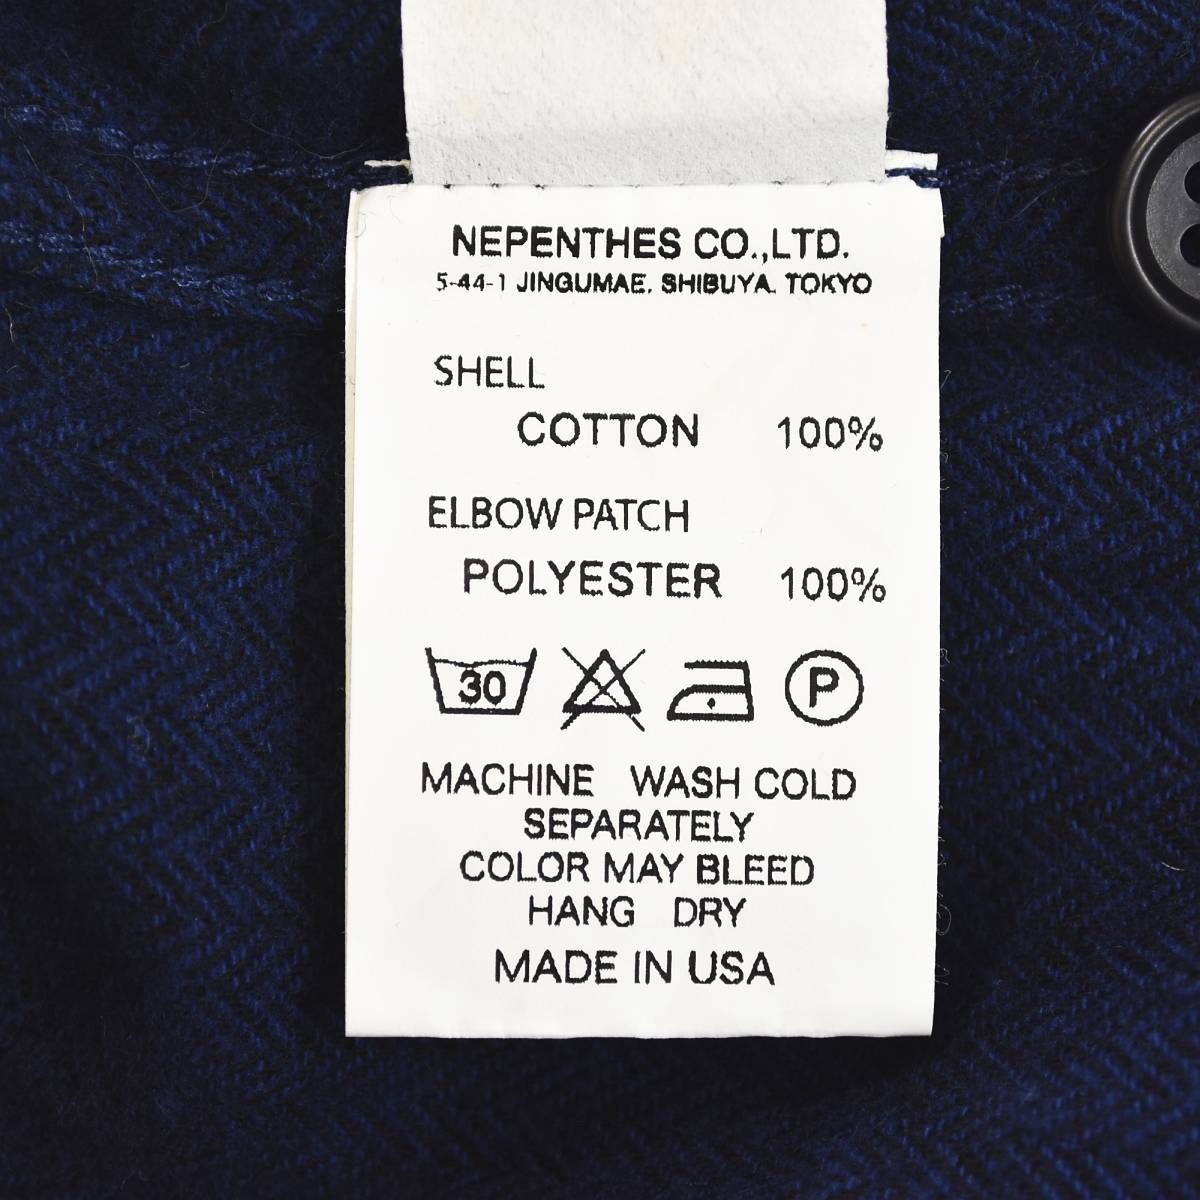 NEPENTHES CO.,LTD.
5-44-1 JINGUMAE, SHIBUYA, TOKYO
SHELL
COTTON 100%
ELBOW PATCH
POLYESTER 100%
30 P
MACHINE WASH COLD
SEPARATELY
COLOR MAY BLEED
HANG DRY
MADE IN USA